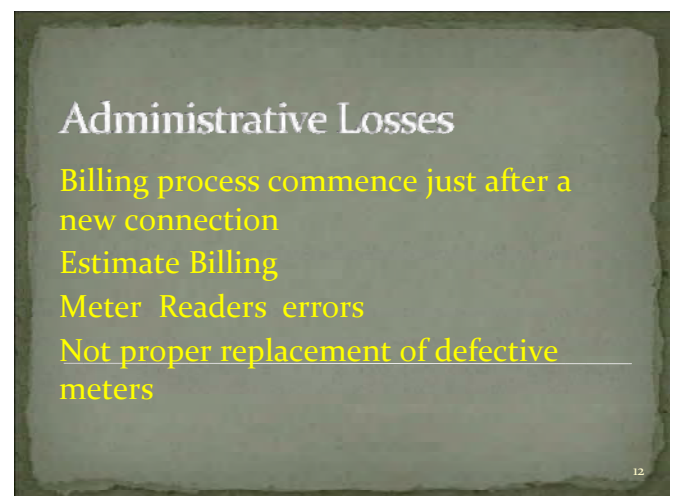 Administrative Losses
Billing process commence just after a
new connection
Estimate Billing
Meter Readers errors
Not proper replacement of defective
meters
12